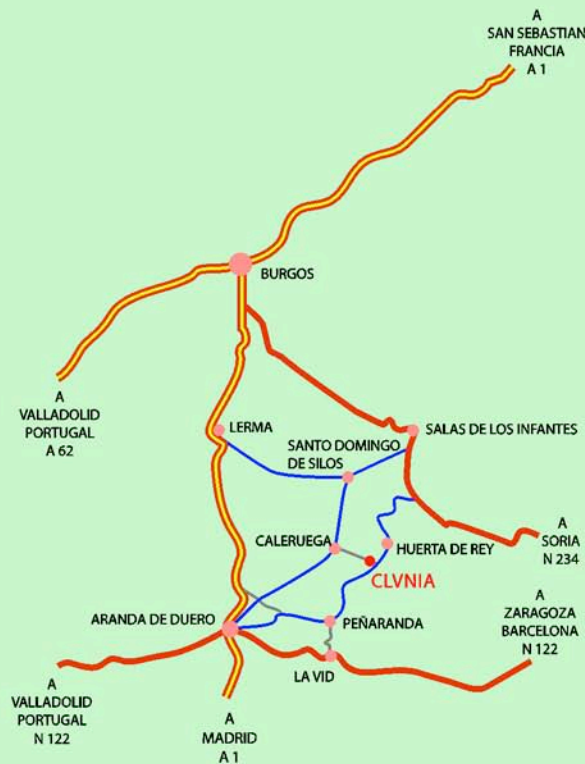 A
SAN SEBASTIAN
FRANCIA
A 1
BURGOS
A
VALLADOLID
PORTUGAL
A 62
LERMA
SALAS DE LOS INFANTES
SANTO DOMINGO
DE SILOS
A
SORIA
N 234
CALERUEGA
HUERTA DE REY
CLVNIA
A
ZARAGOZA
BARCELONA
N 122
ARANDA DE DUERO
PEÑARANDA
LA VID
A
VALLADOLID
PORTUGAL
N 122
A
MADRID
A 1